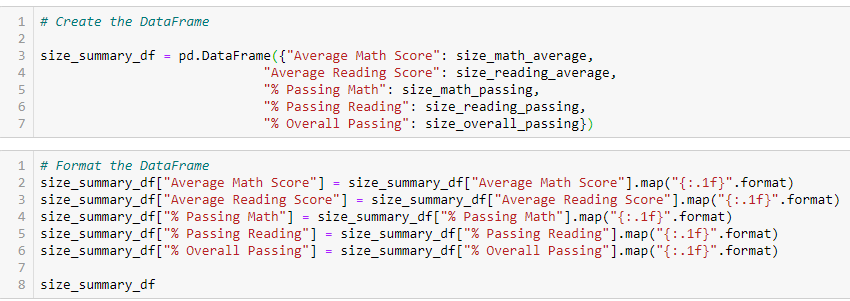 1 # Create the DataFrame
2
3 size_summary_df = pd.DataFrame({"Average Math Score": size_math_average,
4                              "Average Reading Score": size_reading_average,
5                              "% Passing Math": size_math_passing,
6                              "% Passing Reading": size_reading_passing,
7                              "% Overall Passing": size_overall_passing})
1 # Format the DataFrame
2 size_summary_df["Average Math Score"] = size_summary_df["Average Math Score"].map("{:.1f}".format)
3 size_summary_df["Average Reading Score"] = size_summary_df["Average Reading Score"].map("{:.1f}".format)
4 size_summary_df["% Passing Math"] = size_summary_df["% Passing Math"].map("{:.1f}".format)
5 size_summary_df["% Passing Reading"] = size_summary_df["% Passing Reading"].map("{:.1f}".format)
6 size_summary_df["% Overall Passing"] = size_summary_df["% Overall Passing"].map("{:.1f}".format)
7
8 size_summary_df